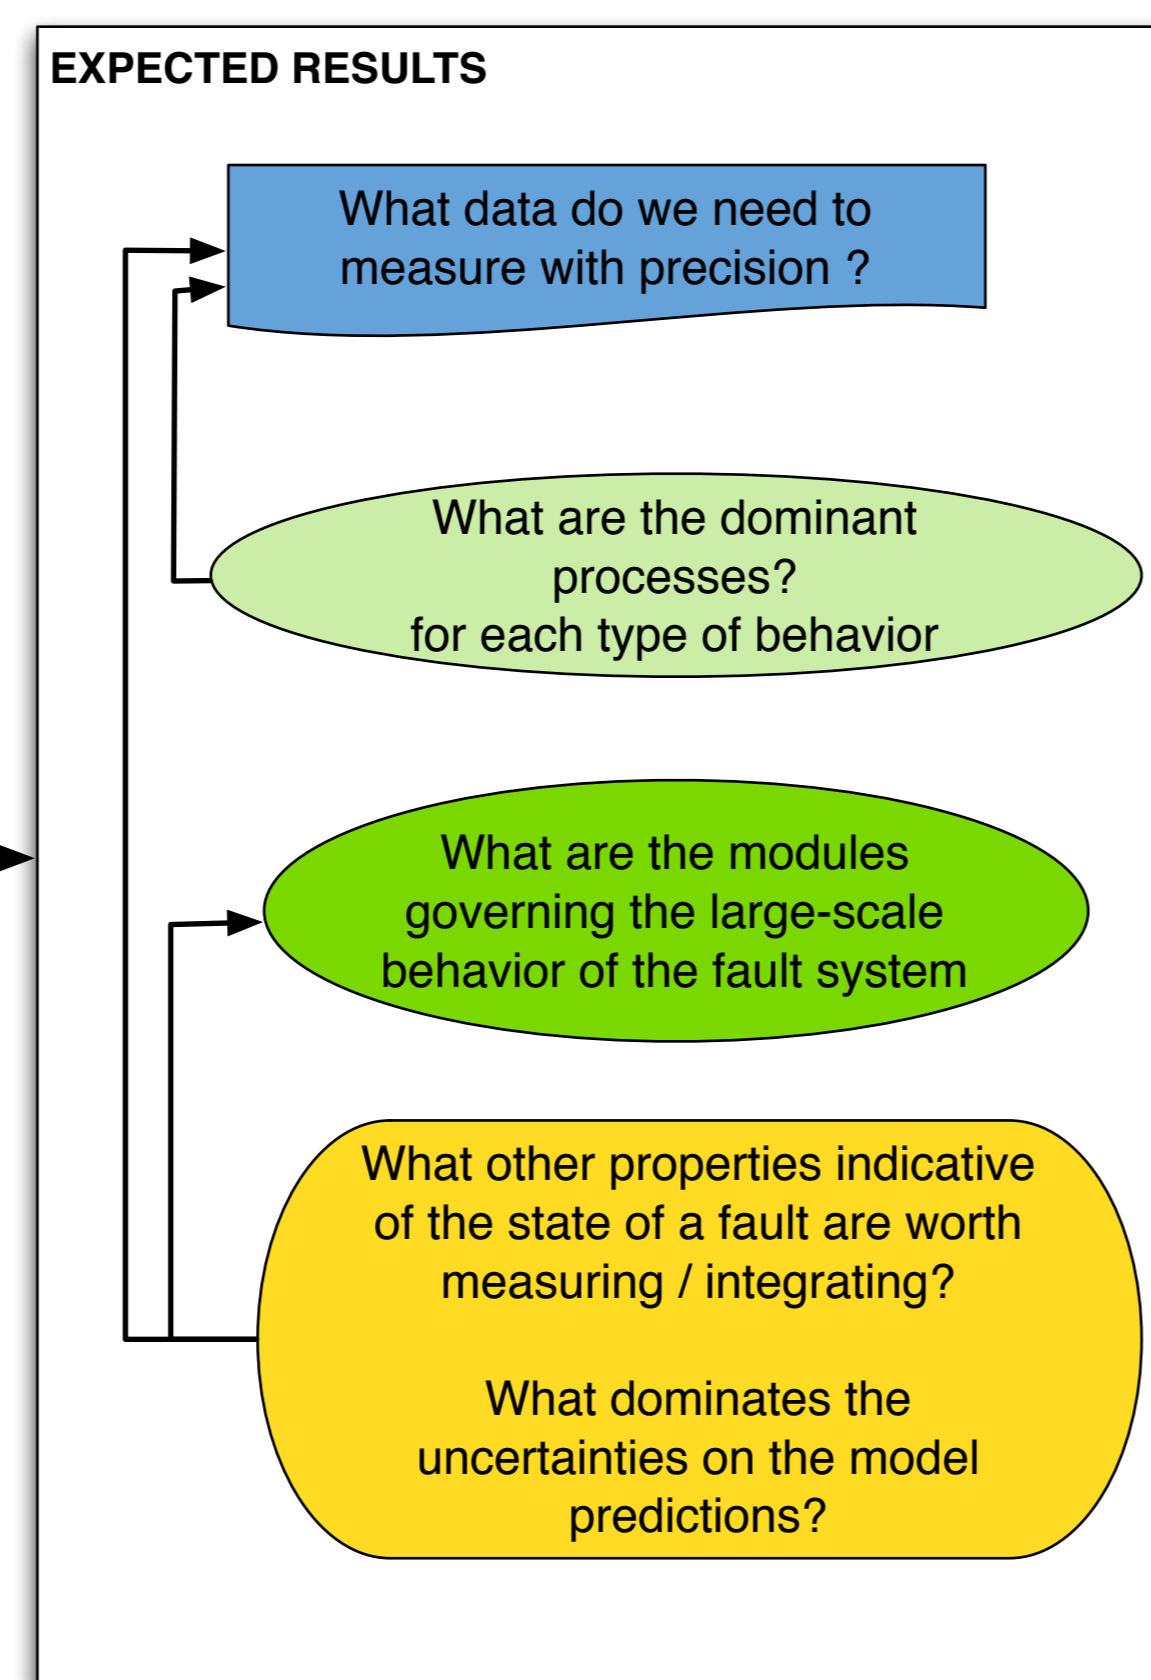 EXPECTED RESULTS
What data do we need to
measure with precision ?
What are the dominant
processes?
for each type of behavior
What are the modules
governing the large-scale
behavior of the fault system
What other properties indicative
of the state of a fault are worth
measuring / integrating?
What dominates the
uncertainties on the model
predictions?